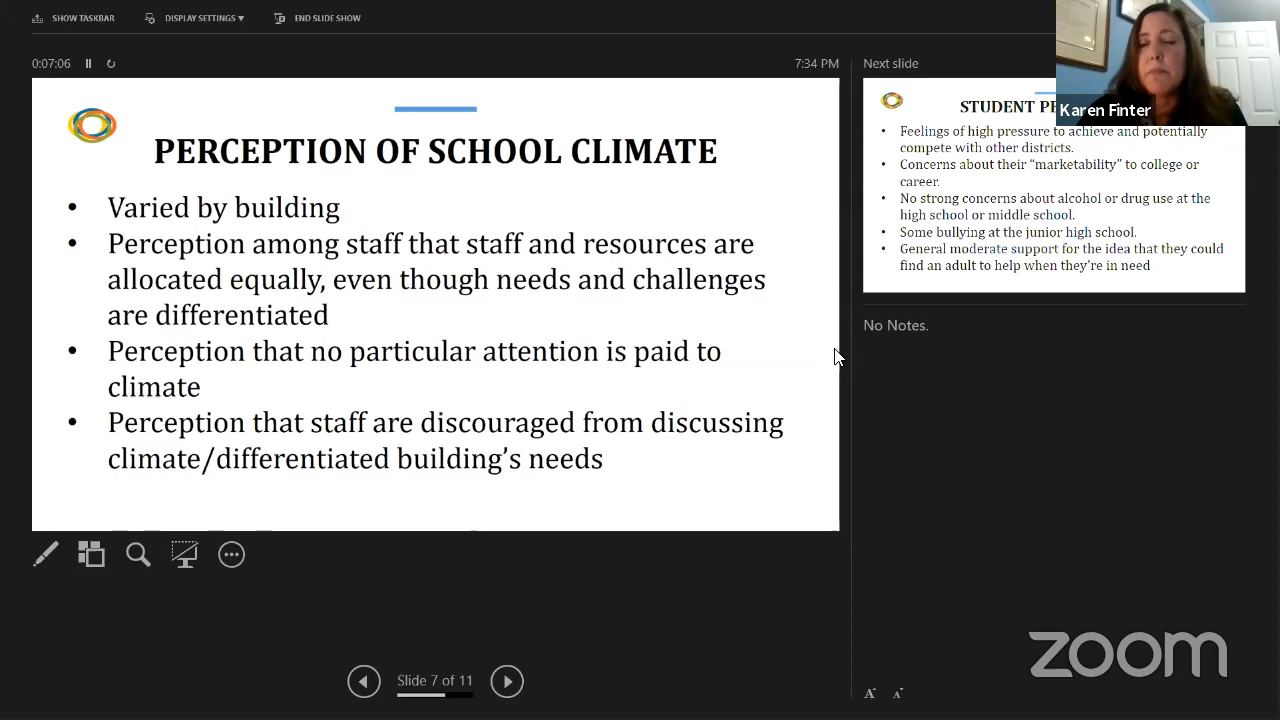 SHOW TASKBAR
DISPLAY SETTINGS ▾
END SLIDE SHOW
0:07:06
7:34 PM
PERCEPTION OF SCHOOL CLIMATE
• Varied by building
• Perception among staff that staff and resources are
allocated equally, even though needs and challenges
are differentiated
• Perception that no particular attention is paid to
climate
• Perception that staff are discouraged from discussing
climate/differentiated building’s needs
Slide 7 of 11
Next slide
STUDENT
• Feelings of high pressure to achieve and potentially
compete with other districts.
• Concerns about their “marketability” to college or
career.
• No strong concerns about alcohol or drug use at the
high school or middle school.
• Some bullying at the junior high school.
• General moderate support for the idea that they could
find an adult to help when they’re in need
Karen Finter
No Notes.
zoom
A A